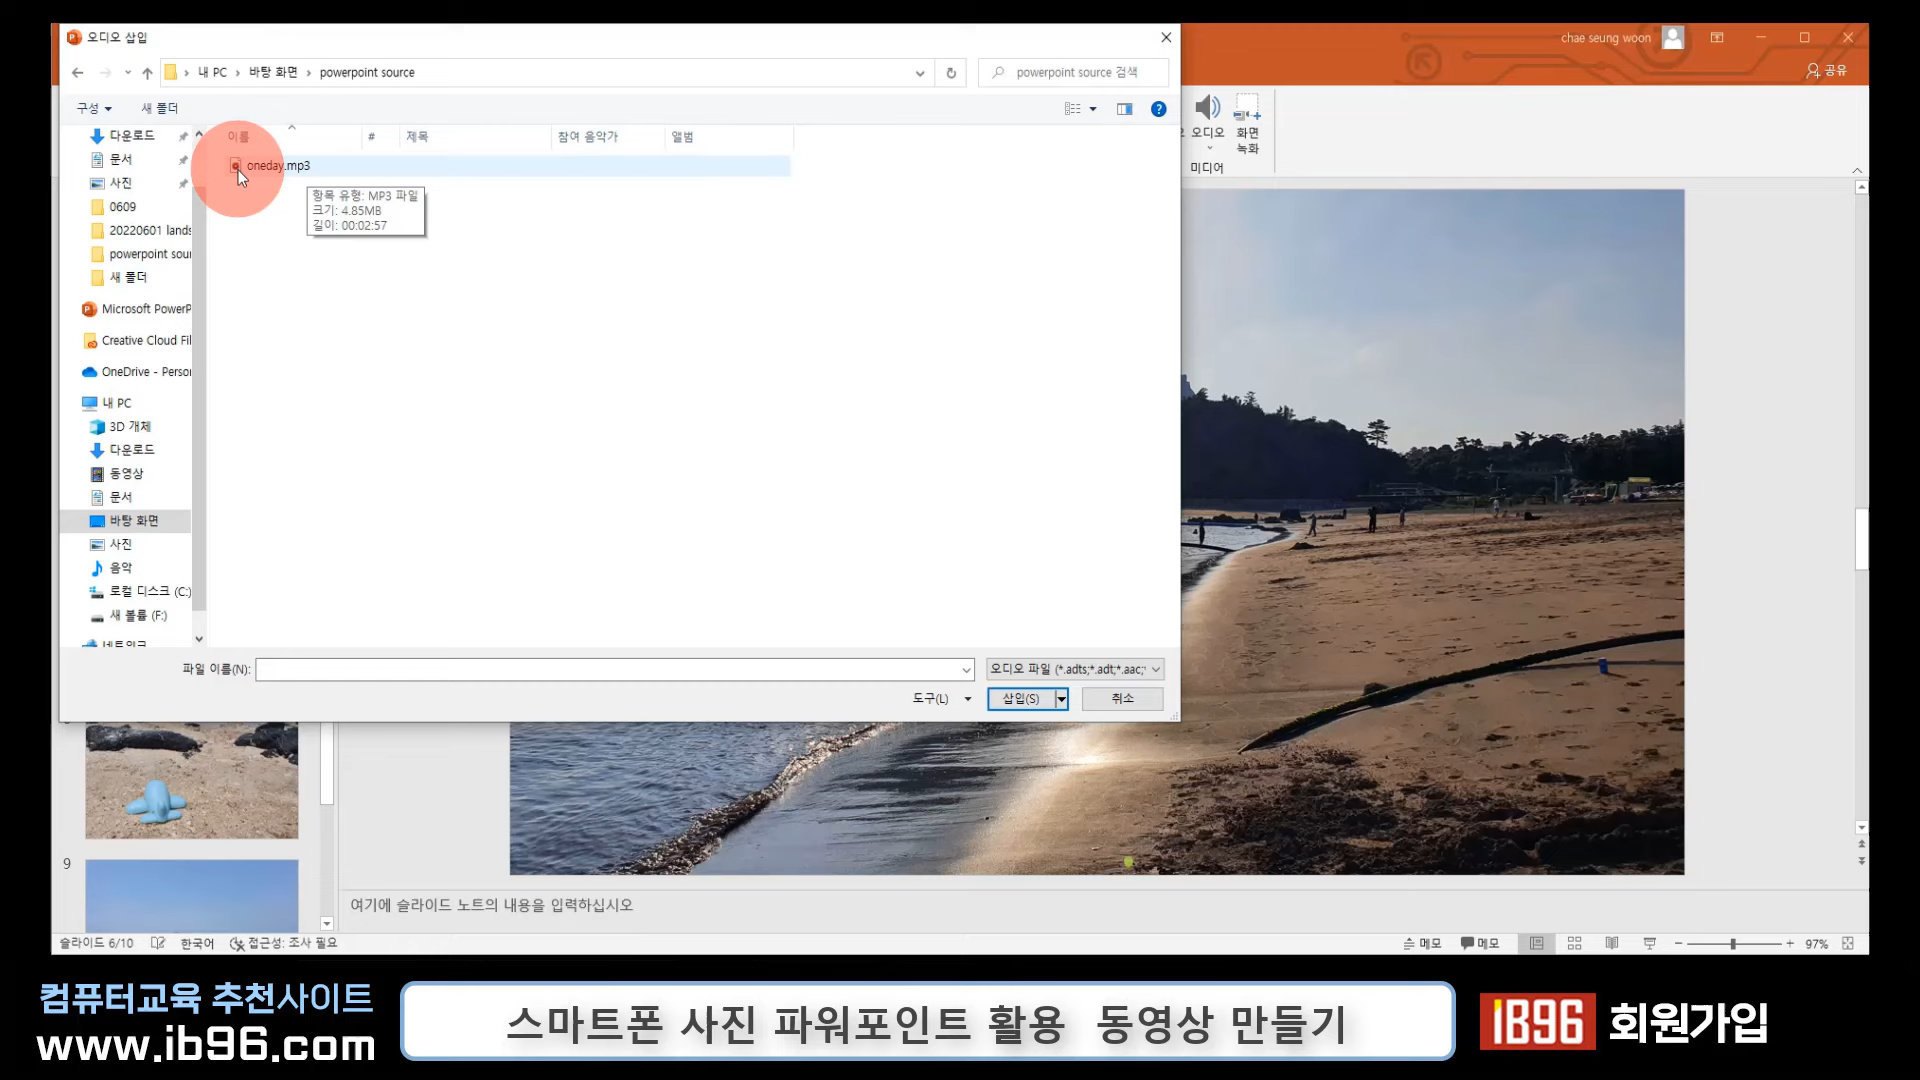 오디오 삽입
chae seung woon
내 PC › 바탕 화면 › powerpoint source
powerpoint source 검색
공유
구성
새 폴더
오디오
화면
녹화
미디어
이름
#
제목
참여 음악가
앨범
oneday.mp3
항목 유형: MP3 파일
크기: 4.85MB
길이: 00:02:57
다운로드
문서
사진
0609
20220601 lands
powerpoint sour
새 폴더
Microsoft PowerP
Creative Cloud Fil
OneDrive - Person
내 PC
3D 개체
다운로드
동영상
문서
바탕 화면
사진
음악
로컬 디스크 (C:)
새 볼륨 (F:)
네트워크
파일 이름(N):
오디오 파일 (*.adts;*.adt;*.aac;
도구(L)
삽입(S)
취소
9
여기에 슬라이드 노트의 내용을 입력하십시오
슬라이드 6/10
한국어
접근성: 조사 필요
메모
메모
97%
컴퓨터교육 추천사이트
www.ib96.com
스마트폰 사진 파워포인트 활용 동영상 만들기
IB96 회원가입